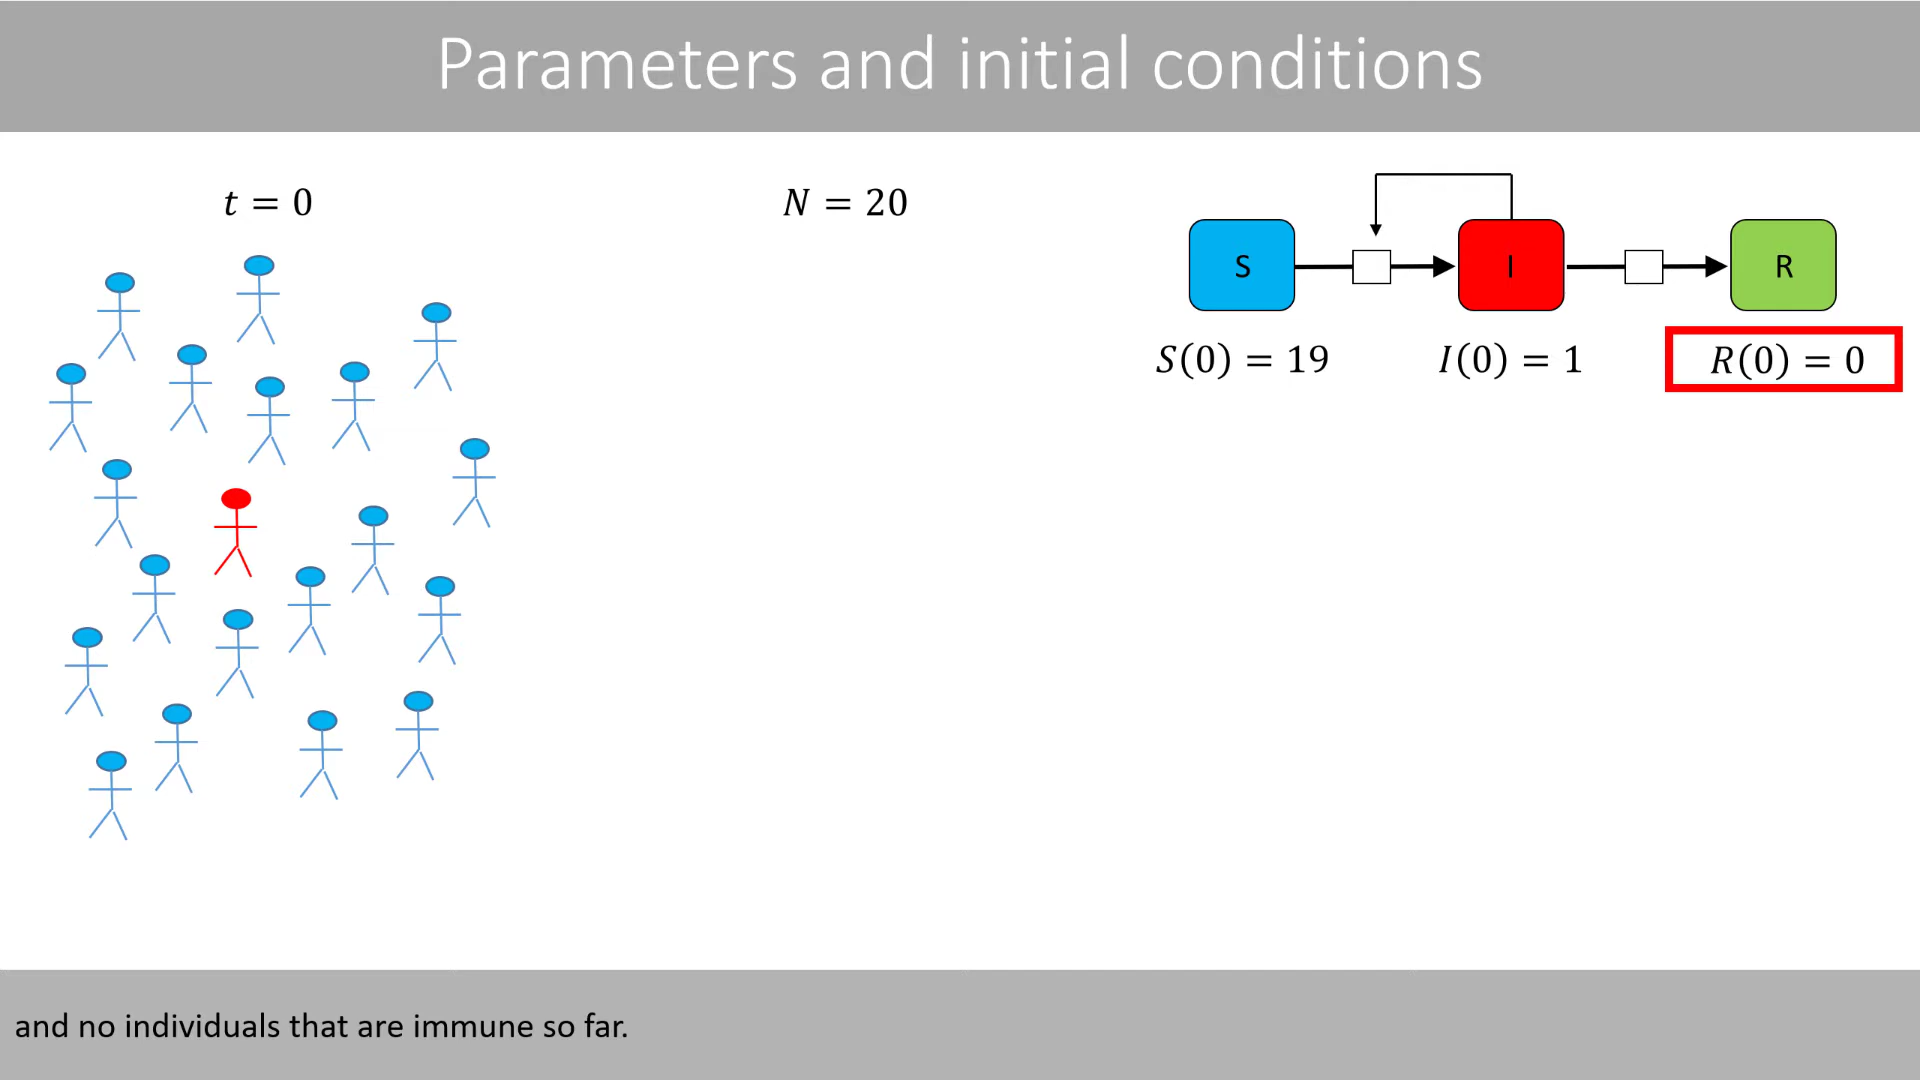 Parameters and initial conditions
t = 0
N = 20
S
I
R
S(0) = 19
I(0) = 1
R(0) = 0
and no individuals that are immune so far.